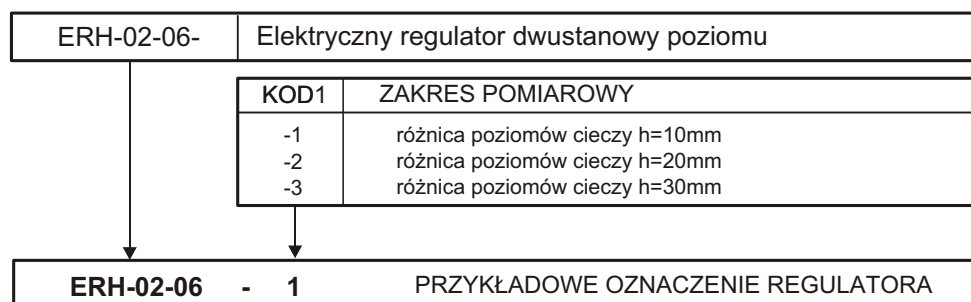 ERH-02-06- Elektryczny regulator dwustanowy poziomu
KOD1 ZAKRES POMIAROWY
-1 różnica poziomów cieczy h=10mm
-2 różnica poziomów cieczy h=20mm
-3 różnica poziomów cieczy h=30mm
ERH-02-06 - 1 PRZYKŁADOWE OZNACZENIE REGULATORA